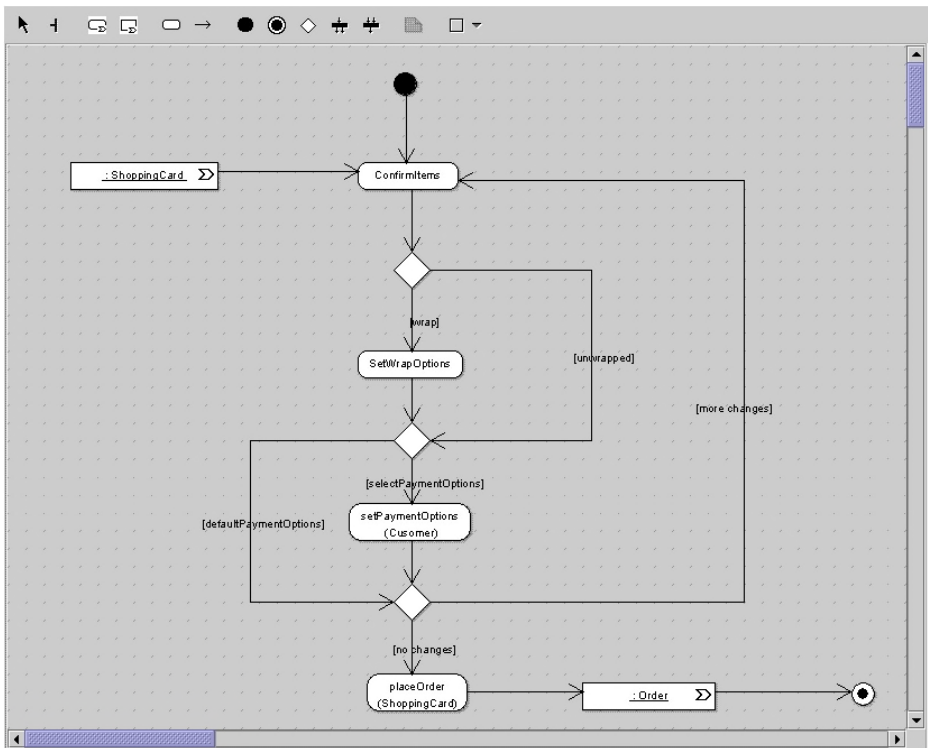 : ShoppingCard
ConfirmItems
[wrap]
[unwrapped]
SetWrapOptions
[more changes]
[selectPaymentOptions]
[defaultPaymentOptions]
setPaymentOptions
(Cusomer)
[no changes]
placeOrder
(ShoppingCard)
: Order